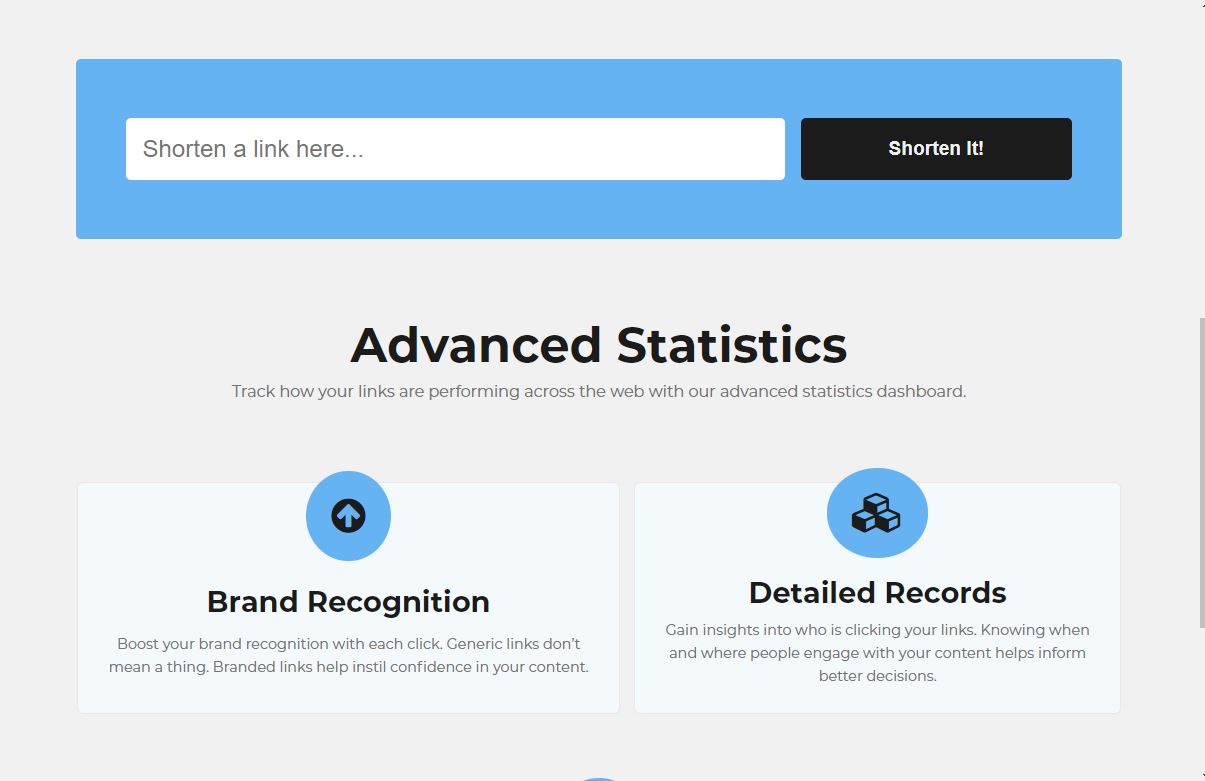 Shorten a link here...
Shorten It!
Advanced Statistics
Track how your links are performing across the web with our advanced statistics dashboard.
Brand Recognition
Boost your brand recognition with each click. Generic links don’t
mean a thing. Branded links help instil confidence in your content.
Detailed Records
Gain insights into who is clicking your links. Knowing when
and where people engage with your content helps inform
better decisions.